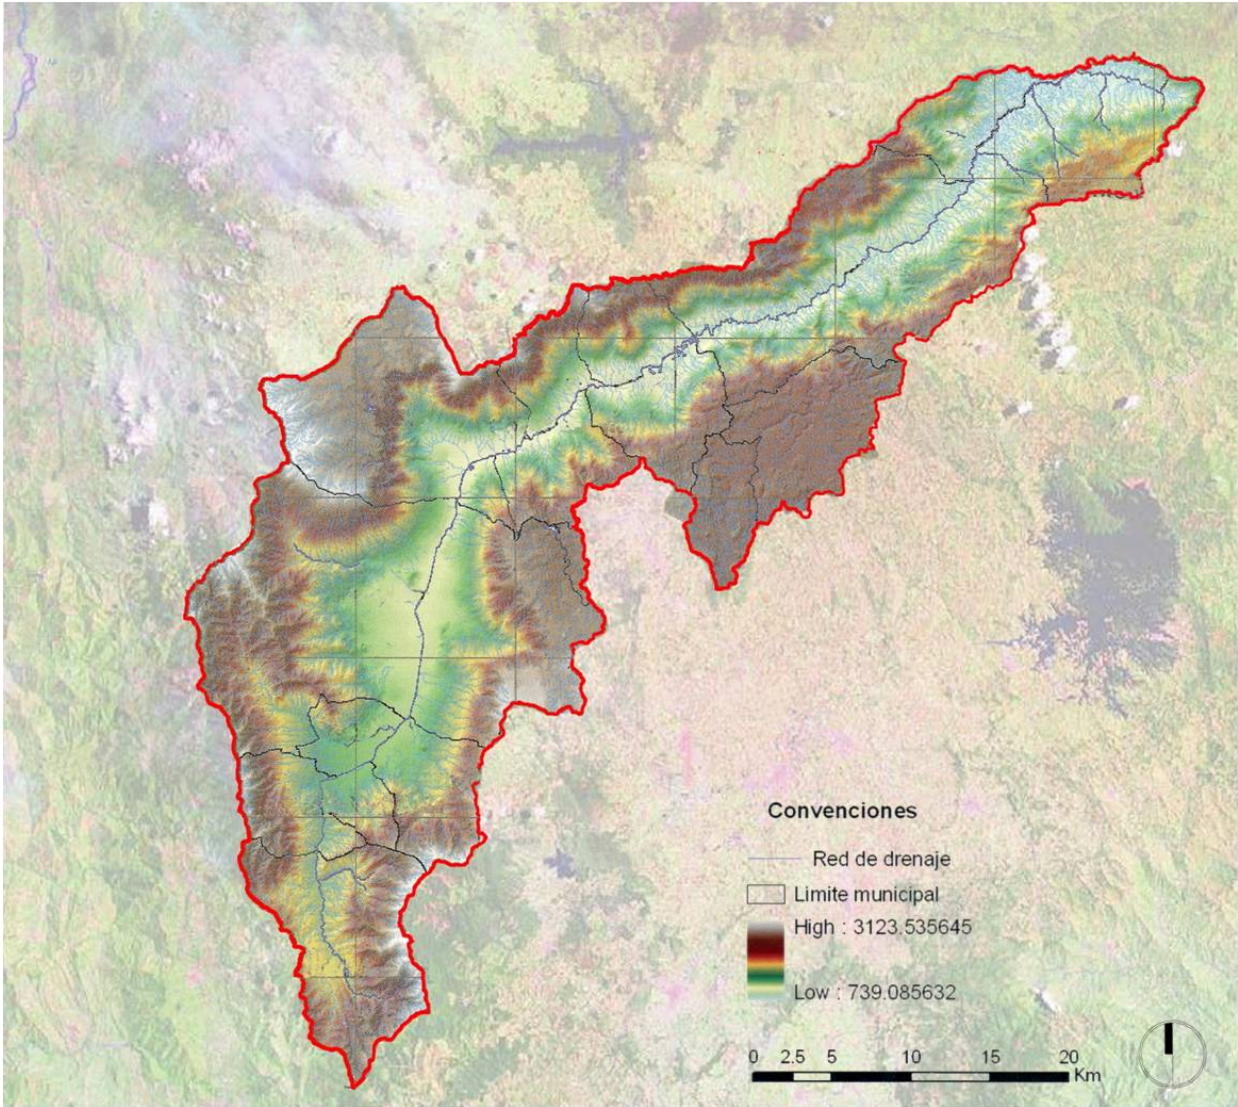 Convenciones
Red de drenaje
Limite municipal
High : 3123.535645
Low : 739.085632
0 2.5 5 10 15 20
Km